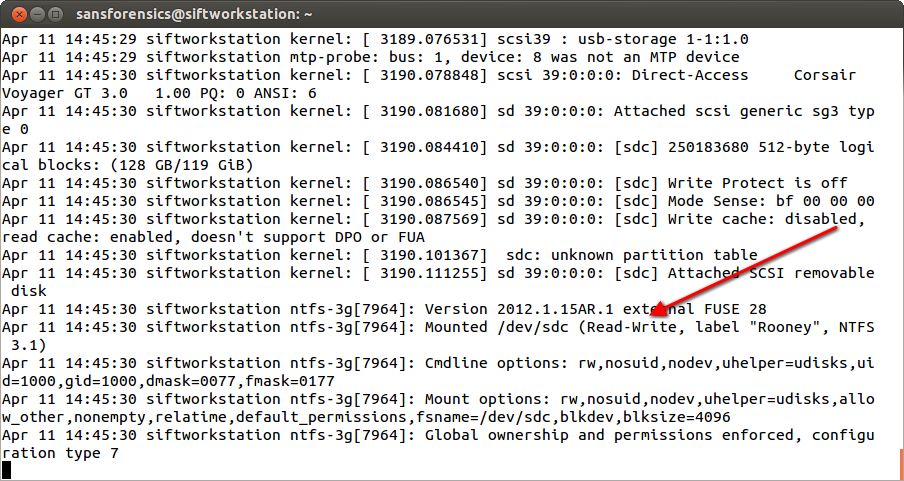 sansforensics@siftworkstation: ~
Apr 11 14:45:29 siftworkstation kernel: [ 3189.076531] scsi39 : usb-storage 1-1:1.0
Apr 11 14:45:29 siftworkstation mtp-probe: bus: 1, device: 8 was not an MTP device
Apr 11 14:45:30 siftworkstation kernel: [ 3190.078848] scsi 39:0:0:0: Direct-Access     Corsair
Voyager GT 3.0   1.00 PQ: 0 ANSI: 6
Apr 11 14:45:30 siftworkstation kernel: [ 3190.081680] sd 39:0:0:0: Attached scsi generic sg3 typ
e 0
Apr 11 14:45:30 siftworkstation kernel: [ 3190.084410] sd 39:0:0:0: [sdc] 250183680 512-byte logi
cal blocks: (128 GB/119 GiB)
Apr 11 14:45:30 siftworkstation kernel: [ 3190.086540] sd 39:0:0:0: [sdc] Write Protect is off
Apr 11 14:45:30 siftworkstation kernel: [ 3190.086545] sd 39:0:0:0: [sdc] Mode Sense: bf 00 00 00
Apr 11 14:45:30 siftworkstation kernel: [ 3190.087569] sd 39:0:0:0: [sdc] Write cache: disabled,
read cache: enabled, doesn't support DPO or FUA
Apr 11 14:45:30 siftworkstation kernel: [ 3190.101367]  sdc: unknown partition table
Apr 11 14:45:30 siftworkstation kernel: [ 3190.111255] sd 39:0:0:0: [sdc] Attached SCSI removable
 disk
Apr 11 14:45:30 siftworkstation ntfs-3g[7964]: Version 2012.1.15AR.1 external FUSE 28
Apr 11 14:45:30 siftworkstation ntfs-3g[7964]: Mounted /dev/sdc (Read-Write, label "Rooney", NTFS
 3.1)
Apr 11 14:45:30 siftworkstation ntfs-3g[7964]: Cmdline options: rw,nosuid,nodev,uhelper=udisks,ui
d=1000,gid=1000,dmask=0077,fmask=0177
Apr 11 14:45:30 siftworkstation ntfs-3g[7964]: Mount options: rw,nosuid,nodev,uhelper=udisks,allo
w_other,nonempty,relatime,default_permissions,fsname=/dev/sdc,blkdev,blksize=4096
Apr 11 14:45:30 siftworkstation ntfs-3g[7964]: Global ownership and permissions enforced, configu
ration type 7